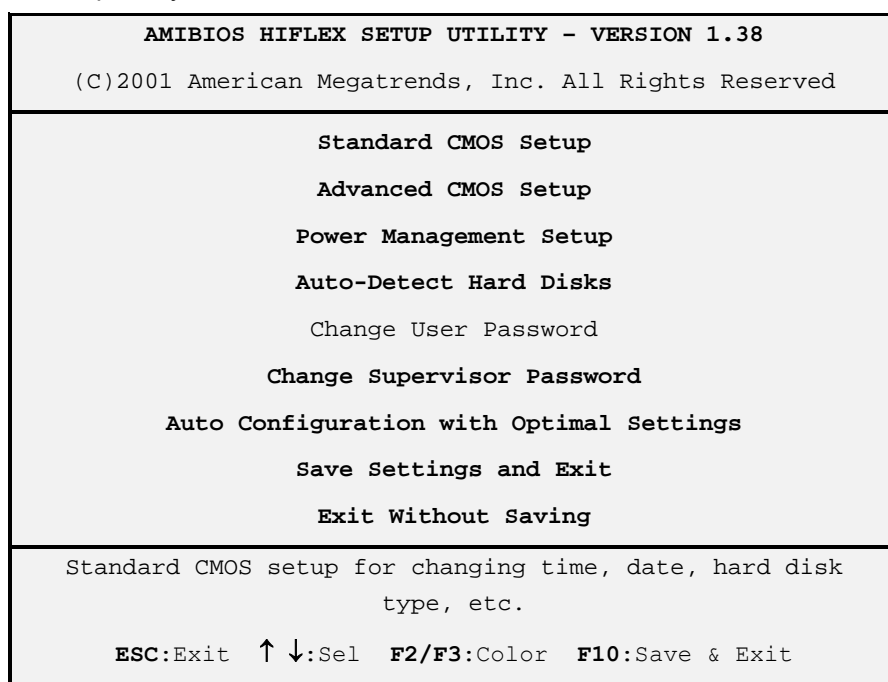 AMIBIOS HIFLEX SETUP UTILITY – VERSION 1.38
(C)2001 American Megatrends, Inc. All Rights Reserved
Standard CMOS Setup
Advanced CMOS Setup
Power Management Setup
Auto-Detect Hard Disks
Change User Password
Change Supervisor Password
Auto Configuration with Optimal Settings
Save Settings and Exit
Exit Without Saving
Standard CMOS setup for changing time, date, hard disk
type, etc.
ESC:Exit ↑ ↓:Sel F2/F3:Color F10:Save & Exit